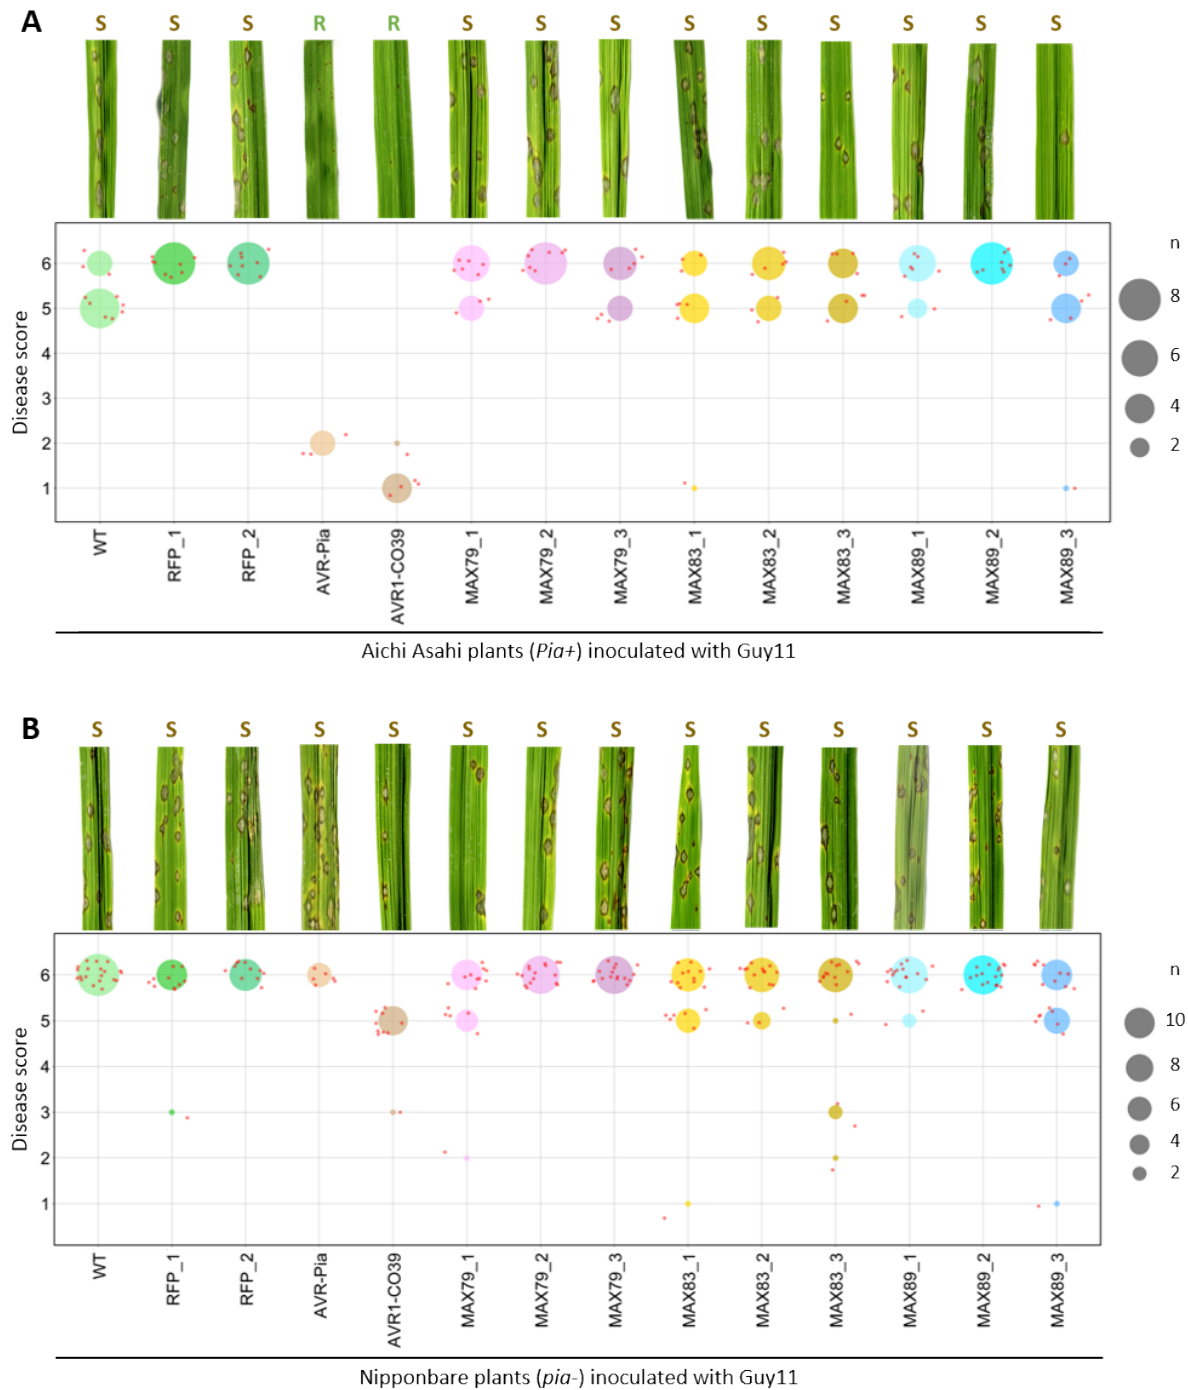 A
S S S R R S S S S S S S S S
n
8
6
4
2
Disease score
6
5
4
3
2
1
WT RFP_1 RFP_2 AVR-Pia AVR1-CO39 MAX79_1 MAX79_2 MAX79_3 MAX83_1 MAX83_2 MAX83_3 MAX89_1 MAX89_2 MAX89_3
Aichi Asahi plants (Pia+) inoculated with Guy11
B
S S S S S S S S S S S S S S
n
10
8
6
4
2
Disease score
6
5
4
3
2
1
WT RFP_1 RFP_2 AVR-Pia AVR1-CO39 MAX79_1 MAX79_2 MAX79_3 MAX83_1 MAX83_2 MAX83_3 MAX89_1 MAX89_2 MAX89_3
Nipponbare plants (pia-) inoculated with Guy11